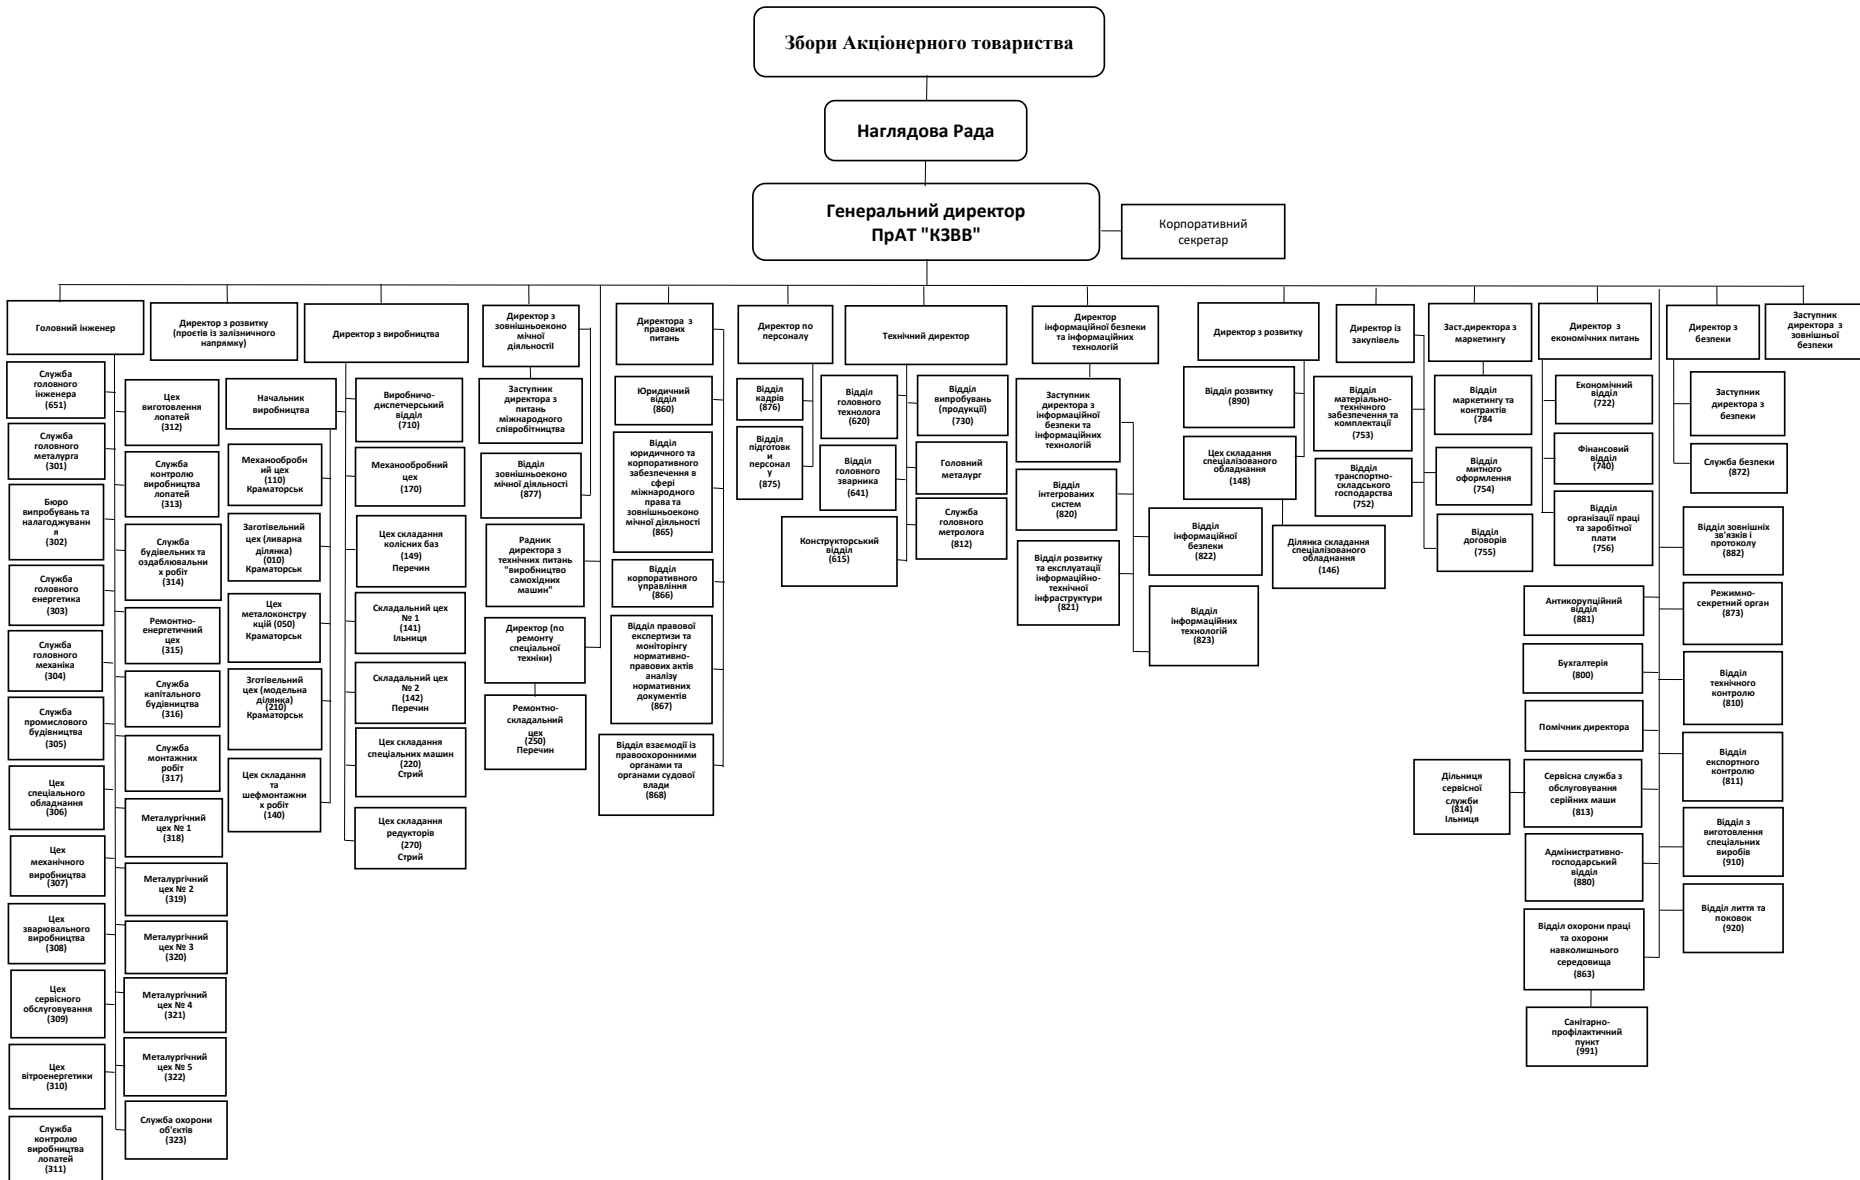 Збори Акціонерного товариства
Наглядова Рада
Генеральний директор
ПрАТ "КЗВВ"
Корпоративний
секретар
Головний інженер
Директор з розвитку
(проєтів із залізничного
напрямку)
Директор з виробництва
Директор з
зовнішньоеконо
мічної
діяльностіІ
Директора з
правових
питань
Директор по
персоналу
Технічний директор
Директор
інформаційної безпеки
та інформаційних
технологій
Директор з розвитку
Директор із
закупівель
Заст.директора з
маркетингу
Директор з
економічних питань
Директор з
безпеки
Заступник
директора з
зовнішньої
безпеки
Служба
головного
інженера
(651)
Служба
головного
металурга
(301)
Бюро
випробувань та
налагоджуванн
я
(302)
Служба
головного
енергетика
(303)
Служба
головного
механіка
(304)
Служба
промислового
будівництва
(305)
Цех
спеціального
обладнання
(306)
Цех
механічного
виробництва
(307)
Цех
зварювального
виробництва
(308)
Цех
сервісного
обслуговування
(309)
Цех
вітроенергетики
(310)
Служба
контролю
виробництва
лопатей
(311)
Цех
виготовлення
лопатей
(312)
Служба
контролю
виробництва
лопатей
(313)
Служба
будівельних та
оздаблювальни
х робіт
(314)
Ремонтно-
енергетичний
цех
(315)
Служба
капітального
будівництва
(316)
Служба
монтажних
робіт
(317)
Металургічний
цех № 1
(318)
Металургічний
цех № 2
(319)
Металургічний
цех № 3
(320)
Металургічний
цех № 4
(321)
Металургічний
цех № 5
(322)
Служба охорони
об'єктів
(323)
Начальник
виробництва
Механообробн
ий цех
(110)
Краматорськ
Заготівельний
цех (ливарна
ділянка)
(010)
Краматорськ
Цех
металоконстру
кцій (050)
Краматорськ
Зготівельний
цех (модельна
ділянка)
(210)
Краматорськ
Цех складання
та
шефмонтажни
х робіт
(140)
Виробничо-
диспетчерський
відділ
(710)
Механообробний
цех
(170)
Цех складання
колісних баз
(149)
Перечин
Складальний цех
№ 1
(141)
Ільниця
Складальний цех
№ 2
(142)
Перечин
Цех складання
спеціальних машин
(220)
Стрий
Цех складання
редукторів
(270)
Стрий
Заступник
директора з питань
міжнародного
співробітництва
Відділ
зовнішньоеконо
мічної діяльності
(877)
Радник
директора з
технічних питань
"виробництво
самохідних
машин"
Директор (по
ремонту
спеціальної
техніки)
Ремонтно-
складальний
цех
(250)
Перечин
Юридичний
відділ
(860)
Відділ
юридичного та
корпоративного
забезпечення в
сфері
міжнародного
права та
зовнішньоеконо
мічної діяльності
(865)
Відділ
корпоративного
управління
(866)
Відділ правової
експертизи та
моніторінгу
нормативно-
правових актів
аналізу
нормативних
документів
(867)
Відділ взаємодії із
правоохоронними
органами та
органами судової
влади
(868)
Відділ
кадрів
(876)
Відділ
підготовк
и
персонал
у
(875)
Відділ
головного
технолога
(620)
Відділ
головного
зварника
(641)
Конструкторський
відділ
(615)
Відділ
випробувань
(продукції)
(730)
Головний
металург
Служба
головного
метролога
(812)
Заступник
директора з
інформаційної
безпеки та
інформаційних
технологій
Відділ
інтегрованих
систем
(820)
Відділ розвитку
та експлуатації
інформаційно-
технічної
інфраструктури
(821)
Відділ
інформаційної
безпеки
(822)
Відділ
інформаційних
технологій
(823)
Відділ розвитку
(890)
Цех складання
спеціалізованого
обладнання
(148)
Ділянка складання
спеціалізованого
обладнання
(146)
Відділ
матеріально-
технічного
забезпечення та
комплектації
(753)
Відділ
транспортно-
складського
господарства
(752)
Відділ
маркетингу та
контрактів
(784
Відділ
митного
оформлення
(754)
Відділ
договорів
(755)
Економічний
відділ
(722)
Фінансовий
відділ
(740)
Відділ
організації праці
та заробітної
плати
(756)
Заступник
директора з
безпеки
Служба безпеки
(872)
Відділ зовнішніх
зв'язків і
протоколу
(882)
Режимно-
секретний орган
(873)
Відділ
технічного
контролю
(810)
Відділ
експортного
контролю
(811)
Відділ з
виготовлення
спеціальних
виробів
(910)
Відділ лиття та
поковок
(920)
Антикорупційний
відділ
(881)
Бухгалтерія
(800)
Помічник директора
Дільниця
сервісної
служби
(814)
Ільниця
Сервісна служба з
обслуговування
серійних маши
(813)
Адміністративно-
господарський
відділ
(880)
Відділ охорони праці
та охорони
навколишнього
середовища
(863)
Санітарно-
профілактичний
пункт
(991)